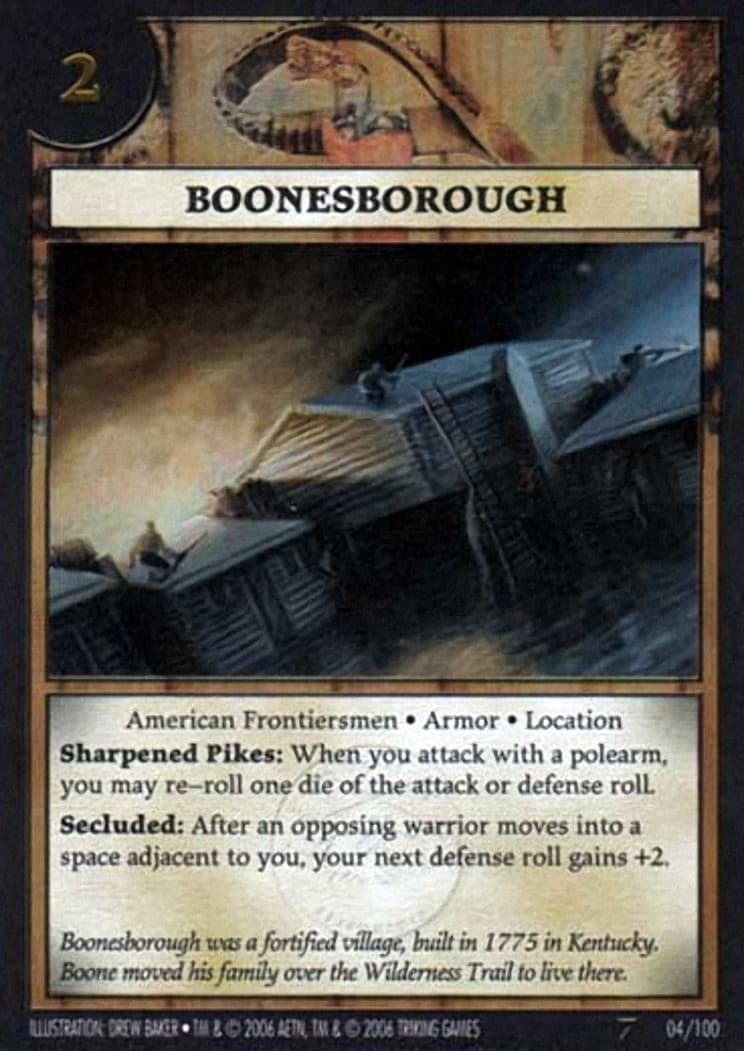 2
BOONESBOROUGH
American Frontiersmen • Armor • Location
Sharpened Pikes: When you attack with a polearm,
you may re-roll one die of the attack or defense roll.
Secluded: After an opposing warrior moves into a
space adjacent to you, your next defense roll gains +2.
Boonesborough was a fortified village, built in 1775 in Kentucky.
Boone moved his family over the Wilderness Trail to live there.
ILLUSTRATION: DREW BAKER • TM & © 2006 AETN, TM & © 2006 TRIKING GAMES 7 04/100